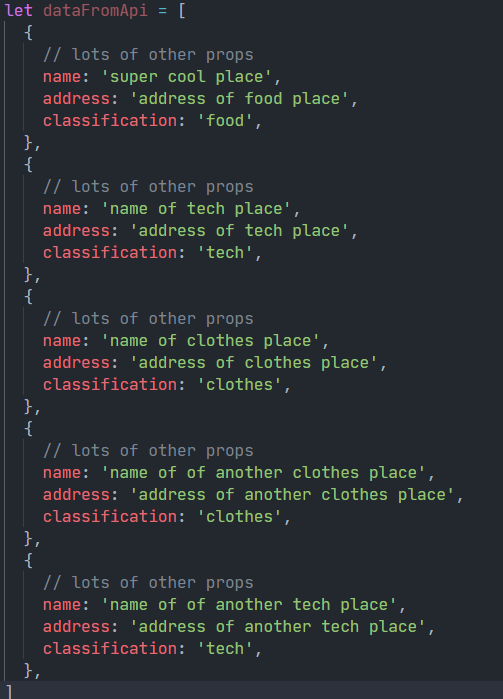 let dataFromApi = [
{
// lots of other props
name: 'super cool place',
address: 'address of food place',
classification: 'food',
},
{
// lots of other props
name: 'name of tech place',
address: 'address of tech place',
classification: 'tech',
},
{
// lots of other props
name: 'name of clothes place',
address: 'address of clothes place',
classification: 'clothes',
},
{
// lots of other props
name: 'name of of another clothes place',
address: 'address of another clothes place',
classification: 'clothes',
},
{
// lots of other props
name: 'name of of another tech place',
address: 'address of another tech place',
classification: 'tech',
},
]